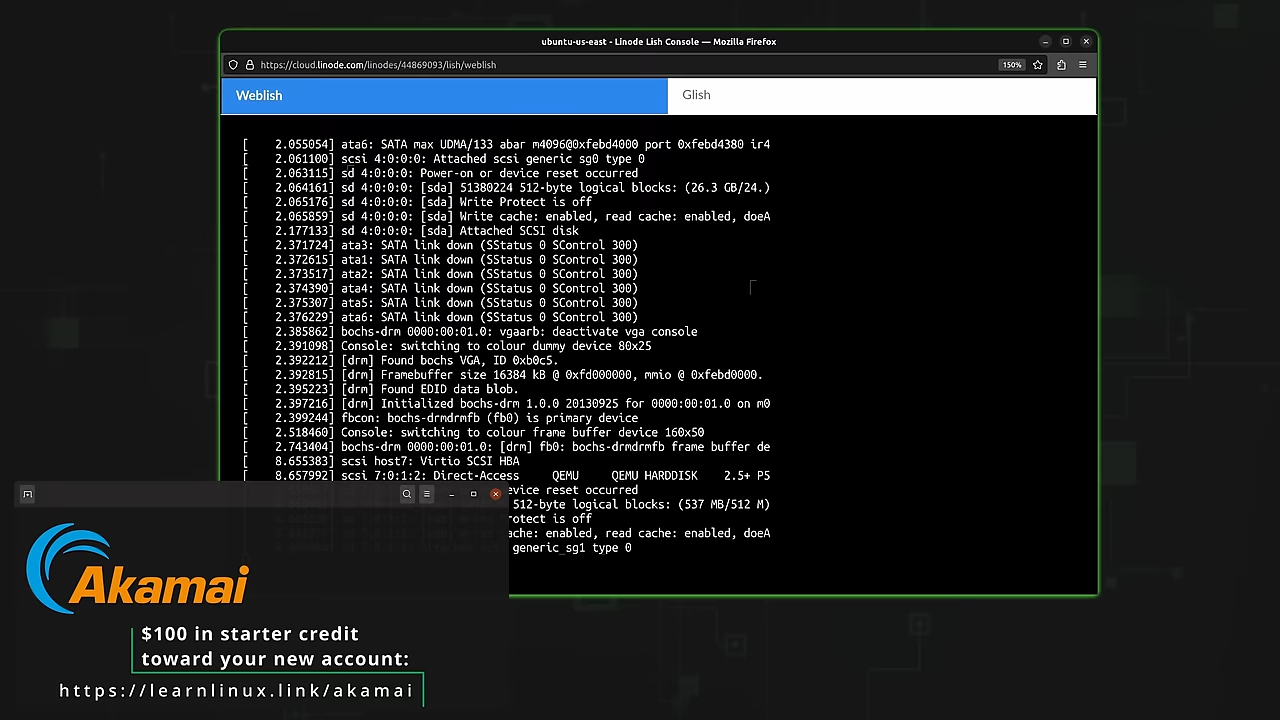 ubuntu-us-east - Linode Lish Console — Mozilla Firefox
https://cloud.linode.com/linodes/44869093/lish/weblish
150%
Weblish
Glish
[    2.055054] ata6: SATA max UDMA/133 abar m4096@0xfebd4000 port 0xfebd4380 ir4
[    2.061100] scsi 4:0:0:0: Attached scsi generic sg0 type 0
[    2.063115] sd 4:0:0:0: Power-on or device reset occurred
[    2.064161] sd 4:0:0:0: [sda] 51380224 512-byte logical blocks: (26.3 GB/24.)
[    2.065176] sd 4:0:0:0: [sda] Write Protect is off
[    2.065859] sd 4:0:0:0: [sda] Write cache: enabled, read cache: enabled, doeA
[    2.177133] sd 4:0:0:0: [sda] Attached SCSI disk
[    2.371724] ata3: SATA link down (SStatus 0 SControl 300)
[    2.372615] ata1: SATA link down (SStatus 0 SControl 300)
[    2.373517] ata2: SATA link down (SStatus 0 SControl 300)
[    2.374390] ata4: SATA link down (SStatus 0 SControl 300)
[    2.375307] ata5: SATA link down (SStatus 0 SControl 300)
[    2.376229] ata6: SATA link down (SStatus 0 SControl 300)
[    2.385862] bochs-drm 0000:00:01.0: vgaarb: deactivate vga console
[    2.391098] Console: switching to colour dummy device 80x25
[    2.392212] [drm] Found bochs VGA, ID 0xb0c5.
[    2.392815] [drm] Framebuffer size 16384 kB @ 0xfd000000, mmio @ 0xfebd0000.
[    2.395223] [drm] Found EDID data blob.
[    2.397216] [drm] Initialized bochs-drm 1.0.0 20130925 for 0000:00:01.0 on m0
[    2.399244] fbcon: bochs-drmdrmfb (fb0) is primary device
[    2.518460] Console: switching to colour frame buffer device 160x50
[    2.743404] bochs-drm 0000:00:01.0: [drm] fb0: bochs-drmdrmfb frame buffer de
[    8.655383] scsi host7: Virtio SCSI HBA
[    8.657992] scsi 7:0:1:2: Direct-Access     QEMU     QEMU HARDDISK    2.5+ P5
evice reset occurred
512-byte logical blocks: (537 MB/512 M)
rotect is off
ache: enabled, read cache: enabled, doeA
generic sg1 type 0
Akamai
$100 in starter credit
toward your new account:
https://learnlinux.link/akamai